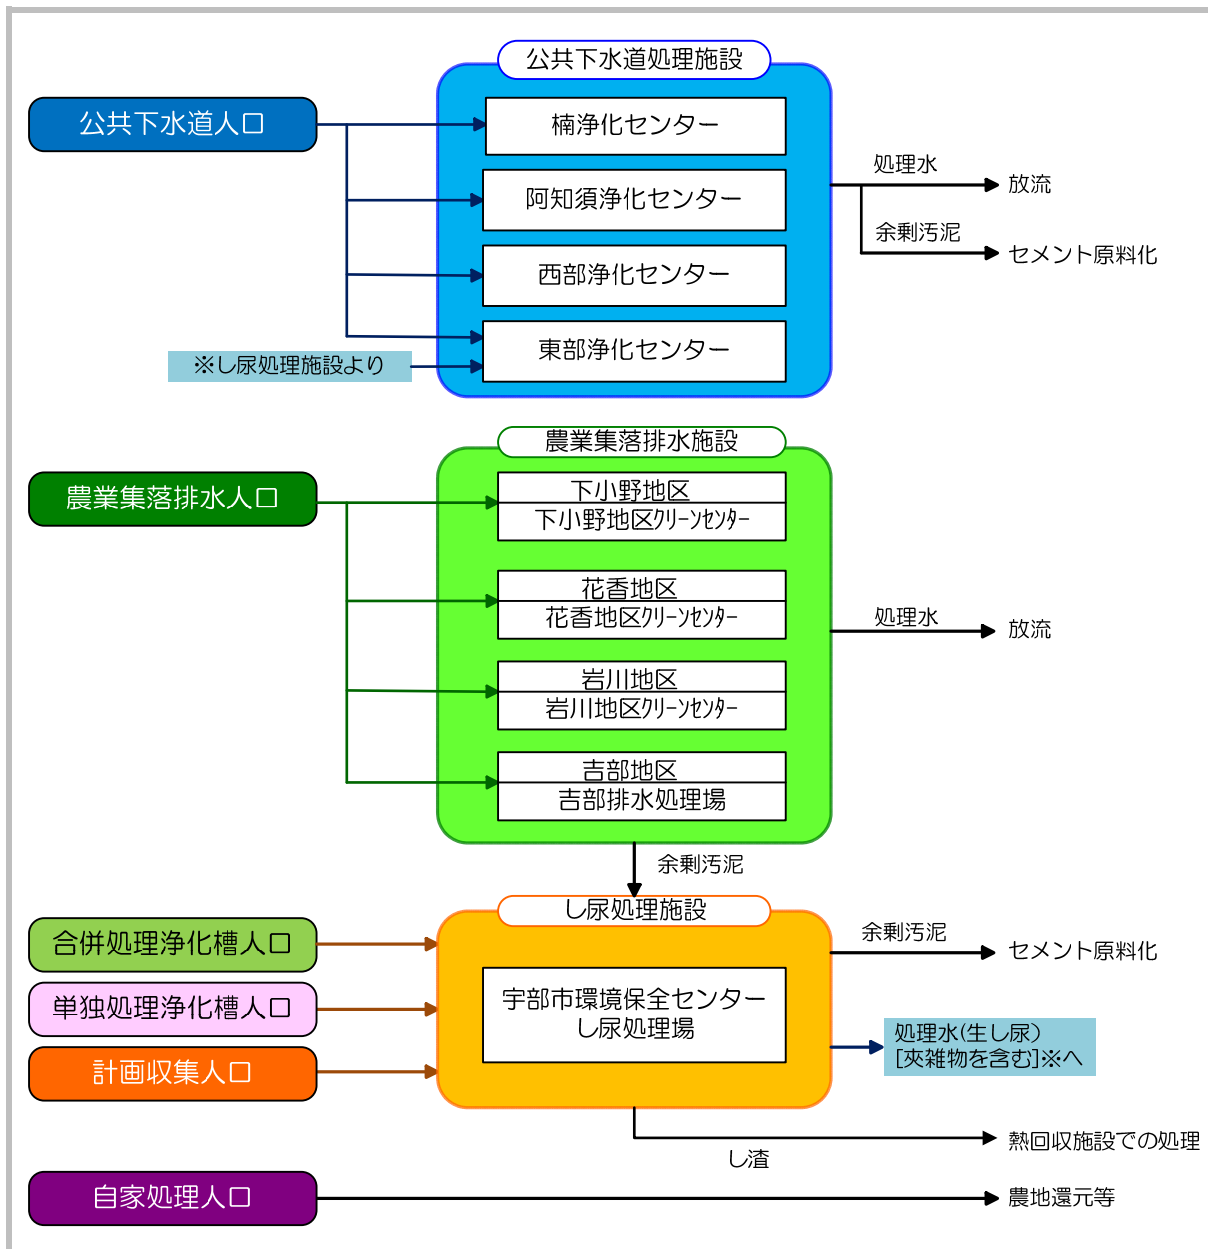 公共下水道処理施設
公共下水道人口
楠浄化センター
阿知須浄化センター
西部浄化センター
東部浄化センター
※し尿処理施設より
処理水
放流
余剰汚泥
セメント原料化
農業集落排水施設
農業集落排水人口
下小野地区
下小野地区ｸﾘｰﾝｾﾝﾀｰ
花香地区
花香地区ｸﾘｰﾝｾﾝﾀｰ
岩川地区
岩川地区ｸﾘｰﾝｾﾝﾀｰ
吉部地区
吉部排水処理場
処理水
放流
余剰汚泥
し尿処理施設
合併処理浄化槽人口
単独処理浄化槽人口
計画収集人口
宇部市環境保全センター
し尿処理場
余剰汚泥
セメント原料化
処理水(生し尿）
[夾雑物を含む]※へ
し渣
熱回収施設での処理
自家処理人口
農地還元等